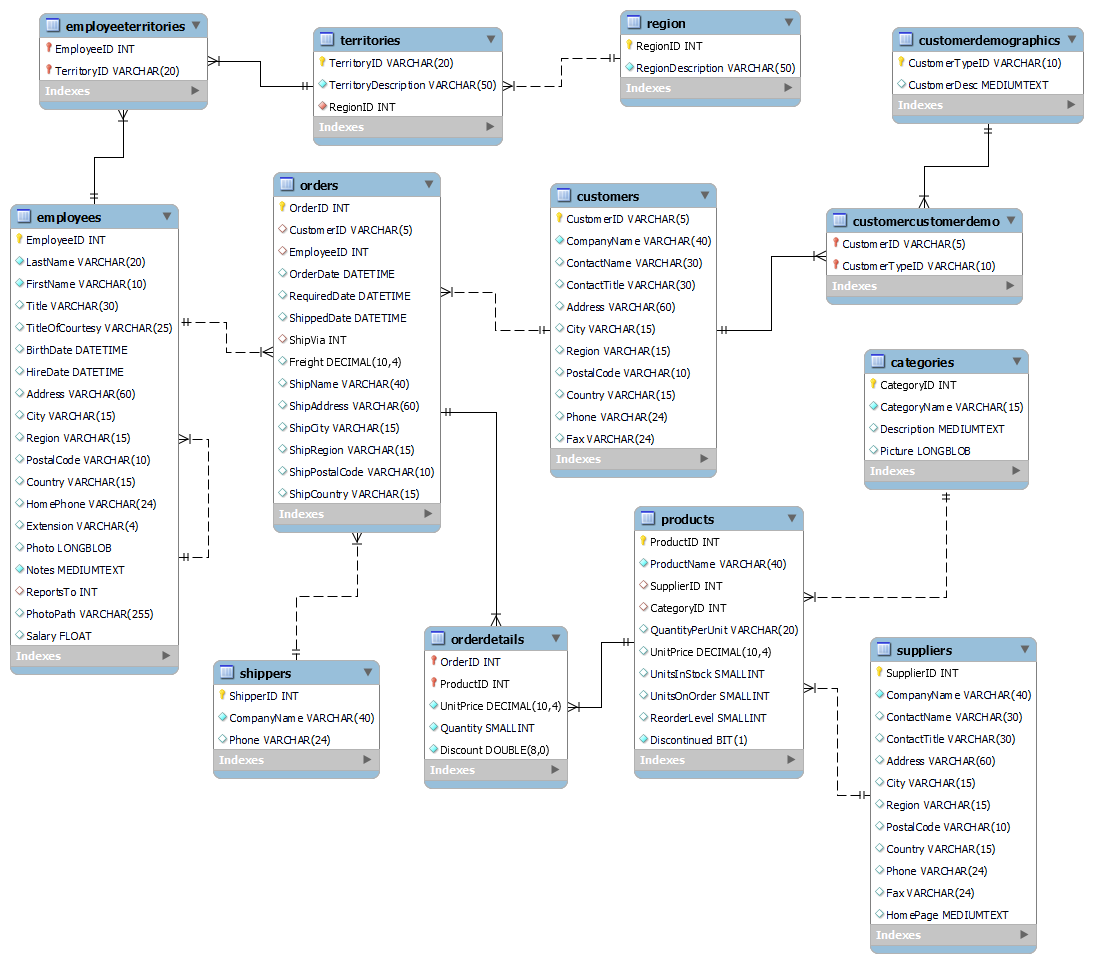 employeeterritories
EmployeeID INT
TerritoryID VARCHAR(20)
Indexes
territories
TerritoryID VARCHAR(20)
TerritoryDescription VARCHAR(50)
RegionID INT
Indexes
region
RegionID INT
RegionDescription VARCHAR(50)
Indexes
customerdemographics
CustomerTypeID VARCHAR(10)
CustomerDesc MEDIUMTEXT
Indexes
employees
EmployeeID INT
LastName VARCHAR(20)
FirstName VARCHAR(10)
Title VARCHAR(30)
TitleOfCourtesy VARCHAR(25)
BirthDate DATETIME
HireDate DATETIME
Address VARCHAR(60)
City VARCHAR(15)
Region VARCHAR(15)
PostalCode VARCHAR(10)
Country VARCHAR(15)
HomePhone VARCHAR(24)
Extension VARCHAR(4)
Photo LONGBLOB
Notes MEDIUMTEXT
ReportsTo INT
PhotoPath VARCHAR(255)
Salary FLOAT
Indexes
orders
OrderID INT
CustomerID VARCHAR(5)
EmployeeID INT
OrderDate DATETIME
RequiredDate DATETIME
ShippedDate DATETIME
ShipVia INT
Freight DECIMAL(10,4)
ShipName VARCHAR(40)
ShipAddress VARCHAR(60)
ShipCity VARCHAR(15)
ShipRegion VARCHAR(15)
ShipPostalCode VARCHAR(10)
ShipCountry VARCHAR(15)
Indexes
customers
CustomerID VARCHAR(5)
CompanyName VARCHAR(40)
ContactName VARCHAR(30)
ContactTitle VARCHAR(30)
Address VARCHAR(60)
City VARCHAR(15)
Region VARCHAR(15)
PostalCode VARCHAR(10)
Country VARCHAR(15)
Phone VARCHAR(24)
Fax VARCHAR(24)
Indexes
customercustomerdemo
CustomerID VARCHAR(5)
CustomerTypeID VARCHAR(10)
Indexes
categories
CategoryID INT
CategoryName VARCHAR(15)
Description MEDIUMTEXT
Picture LONGBLOB
Indexes
products
ProductID INT
ProductName VARCHAR(40)
SupplierID INT
CategoryID INT
QuantityPerUnit VARCHAR(20)
UnitPrice DECIMAL(10,4)
UnitsInStock SMALLINT
UnitsOnOrder SMALLINT
ReorderLevel SMALLINT
Discontinued BIT(1)
Indexes
shippers
ShipperID INT
CompanyName VARCHAR(40)
Phone VARCHAR(24)
Indexes
orderdetails
OrderID INT
ProductID INT
UnitPrice DECIMAL(10,4)
Quantity SMALLINT
Discount DOUBLE(8,0)
Indexes
suppliers
SupplierID INT
CompanyName VARCHAR(40)
ContactName VARCHAR(30)
ContactTitle VARCHAR(30)
Address VARCHAR(60)
City VARCHAR(15)
Region VARCHAR(15)
PostalCode VARCHAR(10)
Country VARCHAR(15)
Phone VARCHAR(24)
Fax VARCHAR(24)
HomePage MEDIUMTEXT
Indexes